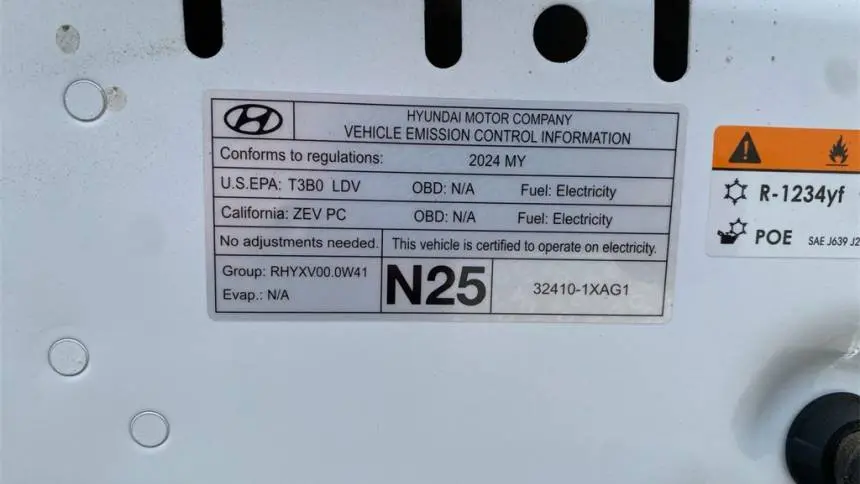 HYUNDAI MOTOR COMPANY
VEHICLE EMISSION CONTROL INFORMATION
Conforms to regulations: 2024 MY
U.S.EPA: T3B0 LDV OBD: N/A Fuel: Electricity
California: ZEV PC OBD: N/A Fuel: Electricity
No adjustments needed. This vehicle is certified to operate on electricity.
Group: RHYXV00.0W41
Evap.: N/A
N25
32410-1XAG1
R-1234yf
POE SAE J639